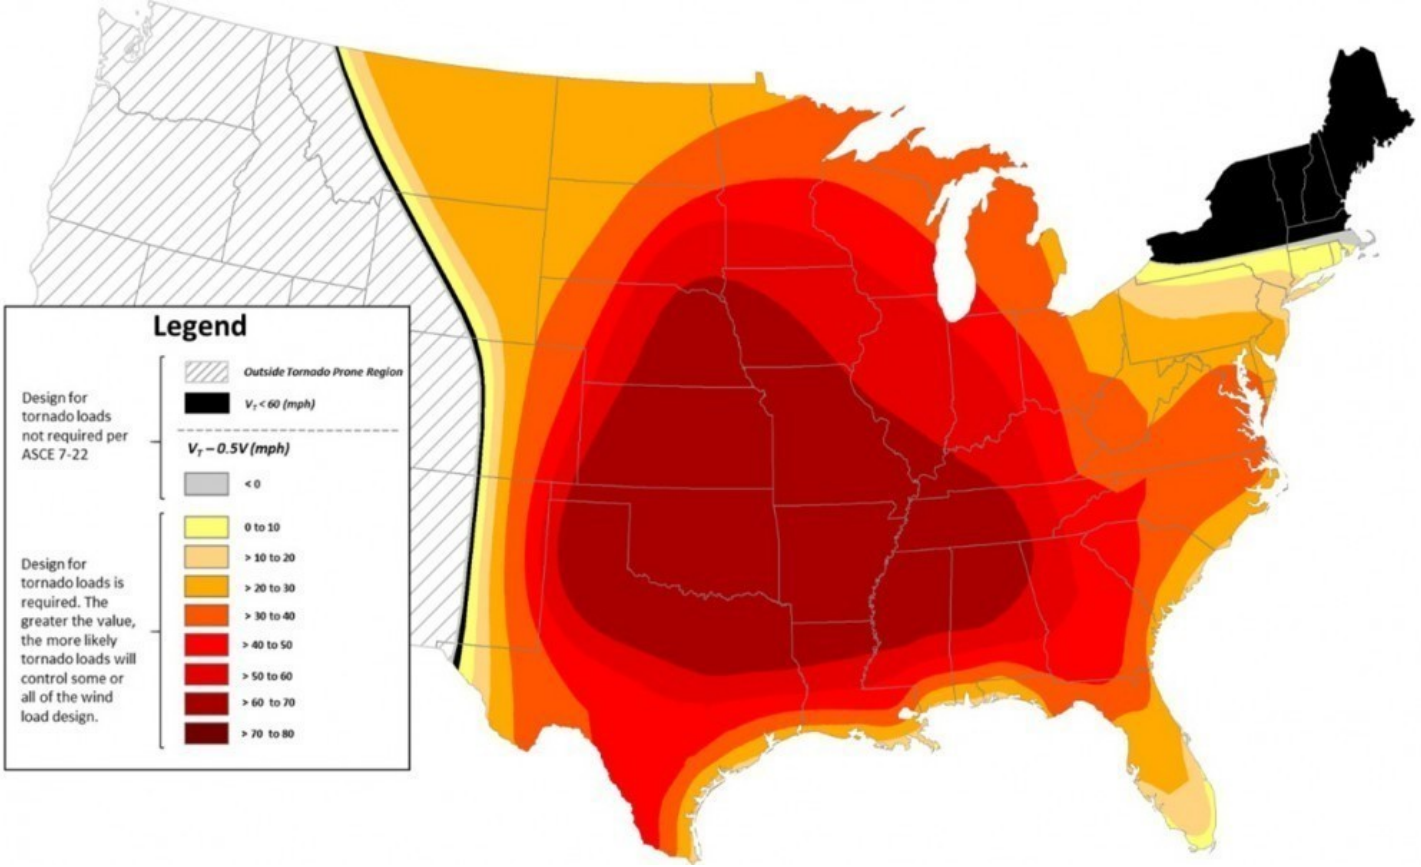 Legend
Design for
tornado loads
not required per
ASCE 7-22
Outside Tornado Prone Region
VT < 60 (mph)
VT – 0.5V (mph)
< 0
Design for
tornado loads is
required. The
greater the value,
the more likely
tornado loads will
control some or
all of the wind
load design.
0 to 10
> 10 to 20
> 20 to 30
> 30 to 40
> 40 to 50
> 50 to 60
> 60 to 70
> 70 to 80